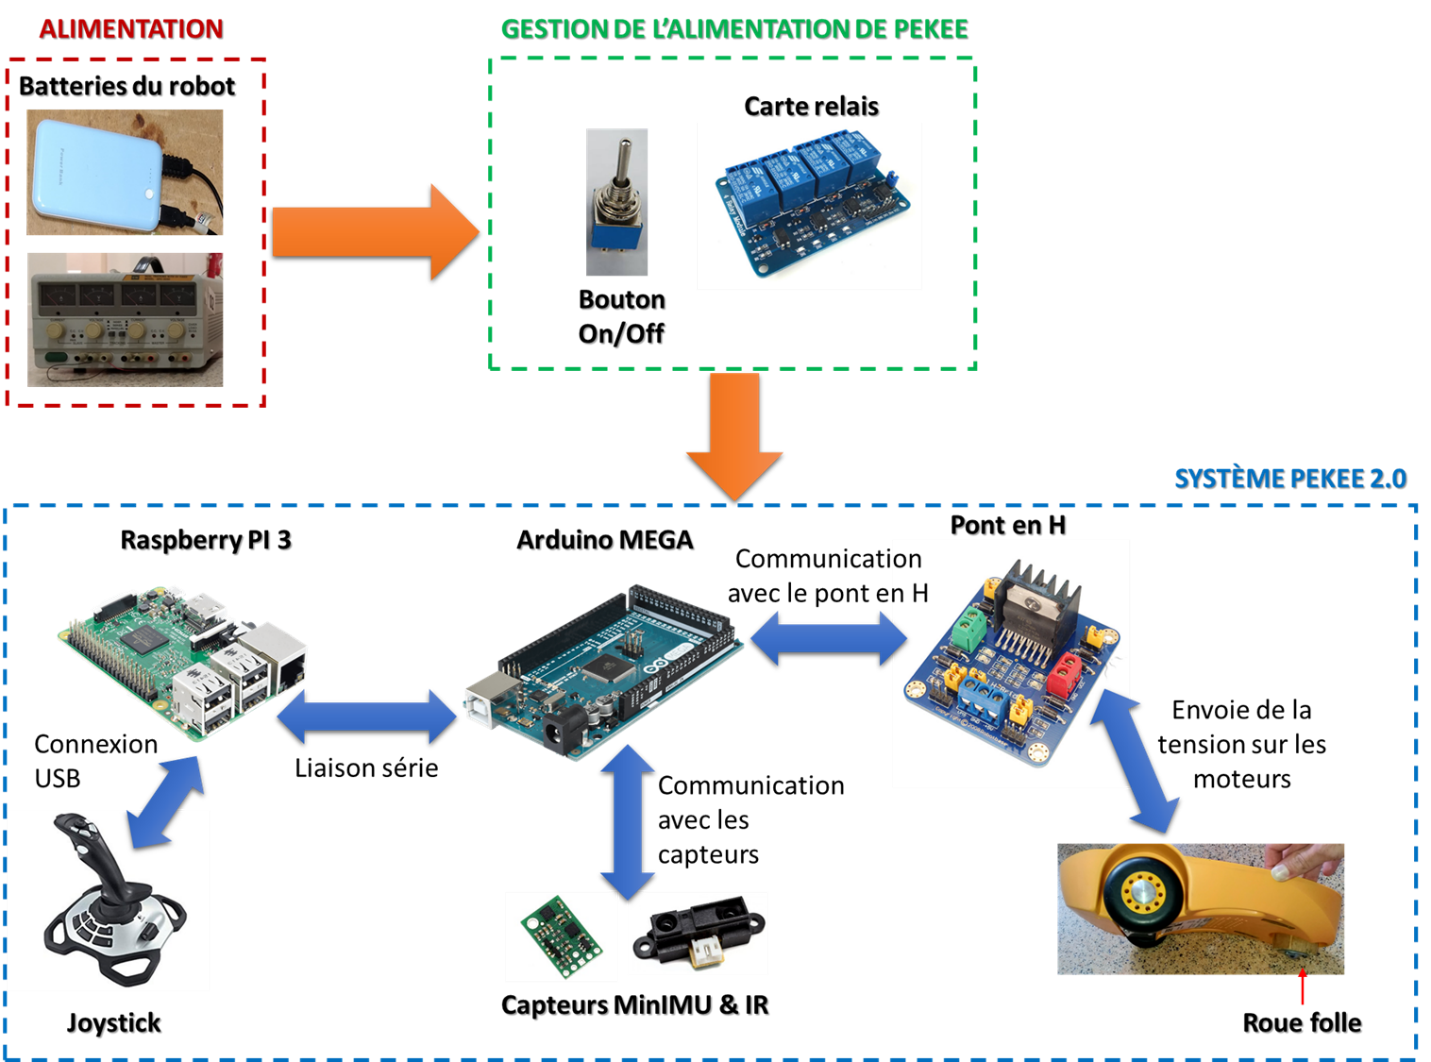 ALIMENTATION
GESTION DE L'ALIMENTATION DE PEKEE
Batteries du robot
Carte relais
Bouton
On/Off
SYSTÈME PEKEE 2.0
Raspberry PI 3
Arduino MEGA
Pont en H
Communication
avec le pont en H
Connexion
USB
Liaison série
Communication
avec les
capteurs
Envoie de la
tension sur les
moteurs
Joystick
Capteurs MinIMU & IR
Roue folle